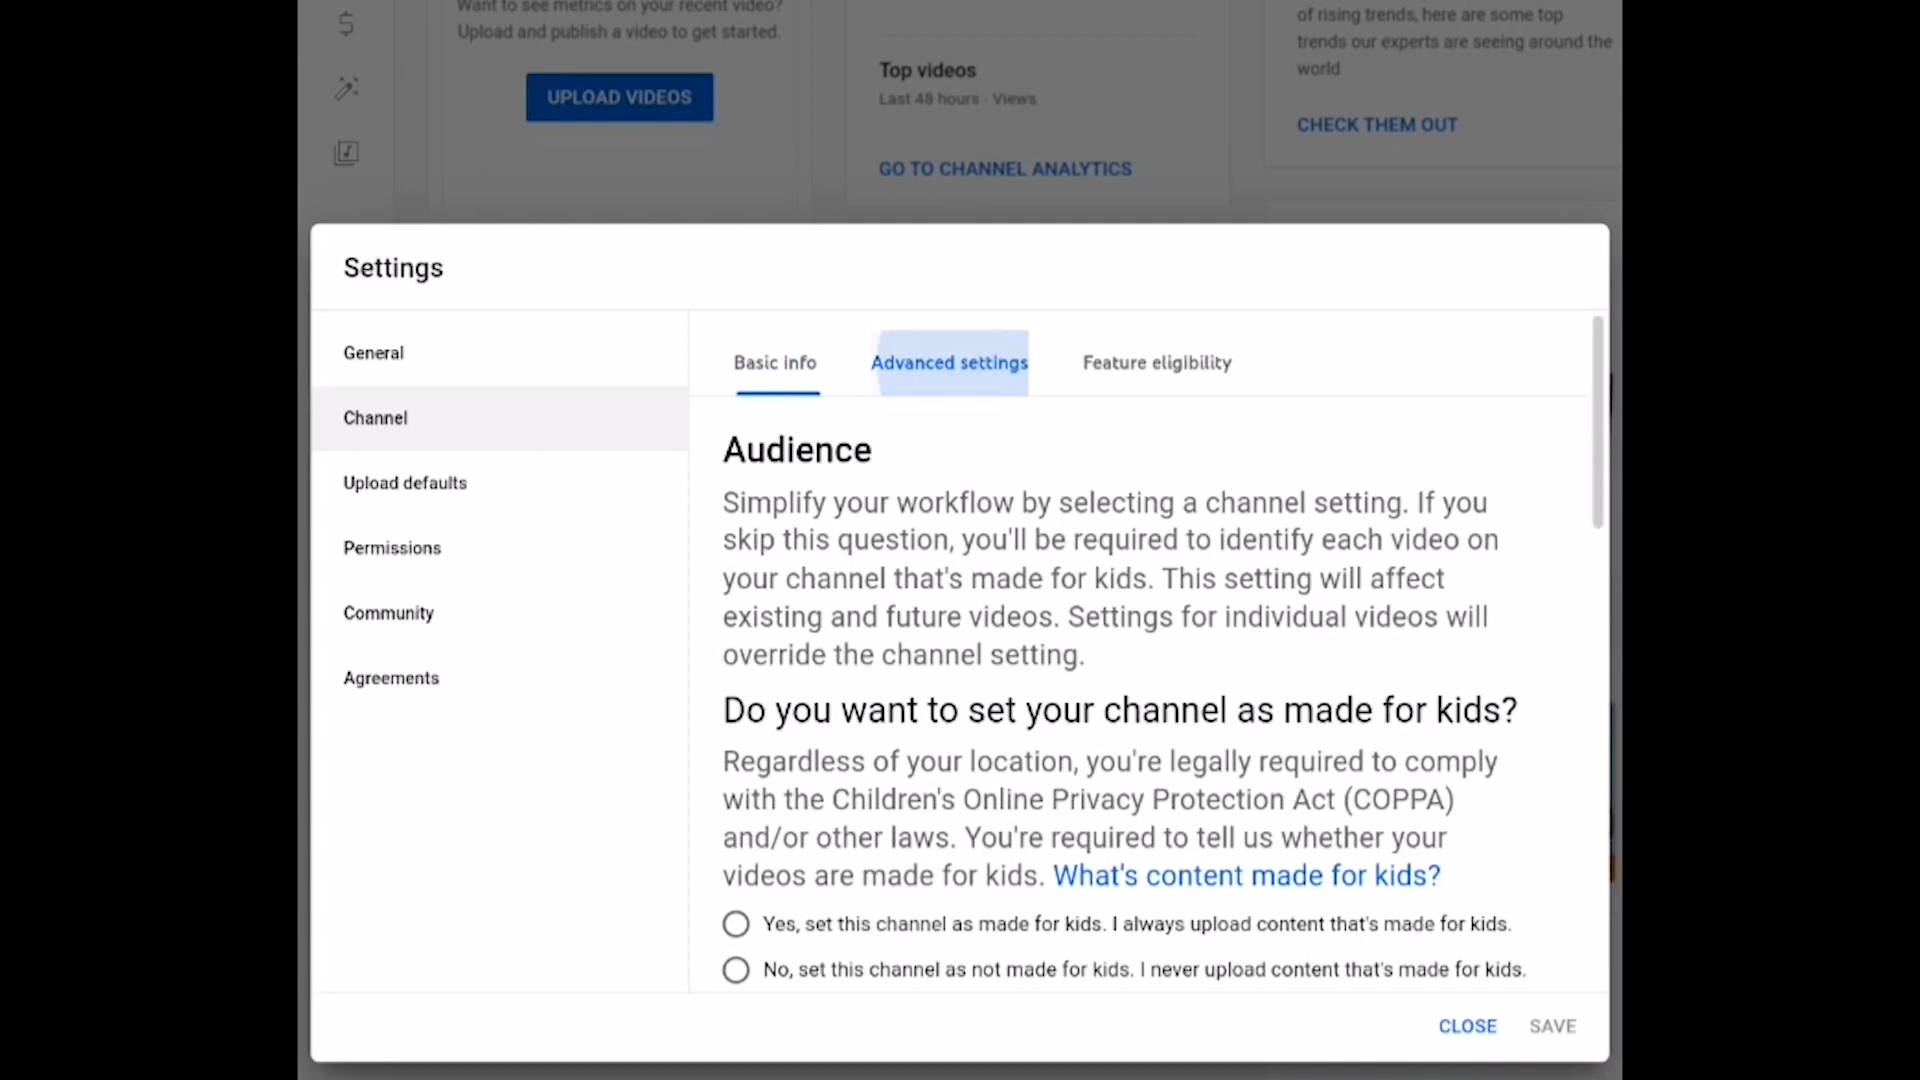 Want to see metrics on your recent video?
Upload and publish a video to get started.
UPLOAD VIDEOS
Top videos
Last 48 hours · Views
GO TO CHANNEL ANALYTICS
of rising trends, here are some top
trends our experts are seeing around the
world
CHECK THEM OUT
Settings
General
Channel
Upload defaults
Permissions
Community
Agreements
Basic info
Advanced settings
Feature eligibility
Audience
Simplify your workflow by selecting a channel setting. If you
skip this question, you'll be required to identify each video on
your channel that's made for kids. This setting will affect
existing and future videos. Settings for individual videos will
override the channel setting.
Do you want to set your channel as made for kids?
Regardless of your location, you're legally required to comply
with the Children's Online Privacy Protection Act (COPPA)
and/or other laws. You're required to tell us whether your
videos are made for kids. What's content made for kids?
Yes, set this channel as made for kids. I always upload content that's made for kids.
No, set this channel as not made for kids. I never upload content that's made for kids.
CLOSE
SAVE